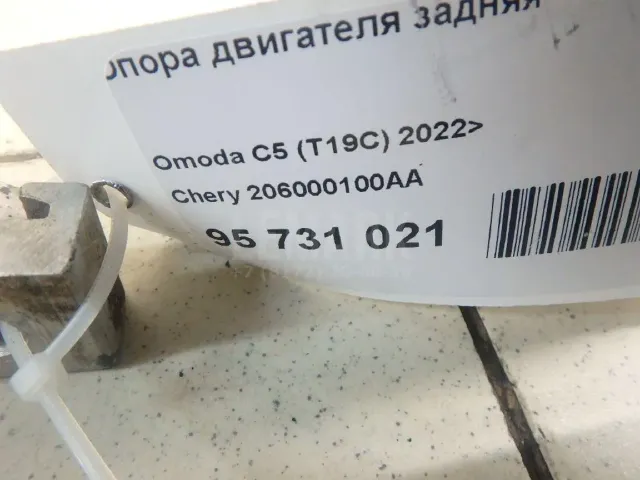 опора двигателя задняя
Omoda C5 (T19C) 2022>
Chery 206000100AA
95 731 021